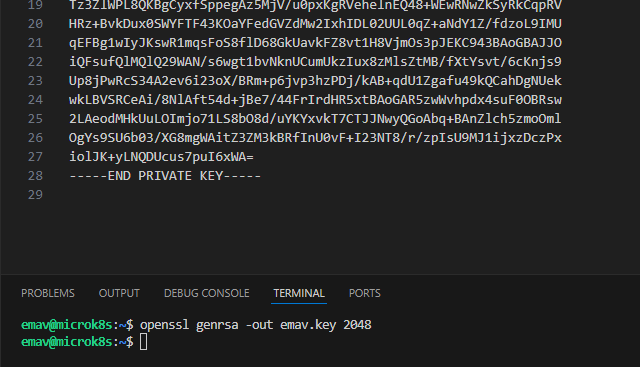 19 Tz3ZlWPL8QKBgCyxfSppegAz5MjV/u0pxKgRVehelnEQ48+WEwRNwZkSyRkCqpRV
20 HRz+BvkDux0SWYFTF43KOaYFedGVZdMw2IxhIDL02UUL0qZ+aNdY1Z/fdzoL9IMU
21 qEFBg1wIyJKswR1mqsFoS8flD68GkUavkFZ8vt1H8VjmOs3pJEKC943BAoGBAJJO
22 iQFsufQlMQlQ29WAN/s6wgt1bvNknUCumUkzIux8zMlsZtMB/fXtYsvt/6cKnjs9
23 Up8jPwRcS34A2ev6i23oX/BRm+p6jvp3hzPDj/kAB+qdU1Zgafu49kQCahDgNUek
24 wkLBVSRCeAi/8NlAft54d+jBe7/44FrIrdHR5xtBAoGAR5zwWvhpdx4suF0OBRsw
25 2LAeodMHkUuLOImjo71LS8bO8d/uYKYxvkT7CTJJNwyQGoAbq+BAnZlch5zmoOml
26 OgYs9SU6b03/XG8mgWAitZ3ZM3kBRfInU0vF+I23NT8/r/zpIsU9MJ1ijxzDczPx
27 iolJK+yLNQDUcus7puI6xWA=
28 -----END PRIVATE KEY-----
29
PROBLEMS OUTPUT DEBUG CONSOLE TERMINAL PORTS
emav@microk8s:~$ openssl genrsa -out emav.key 2048
emav@microk8s:~$